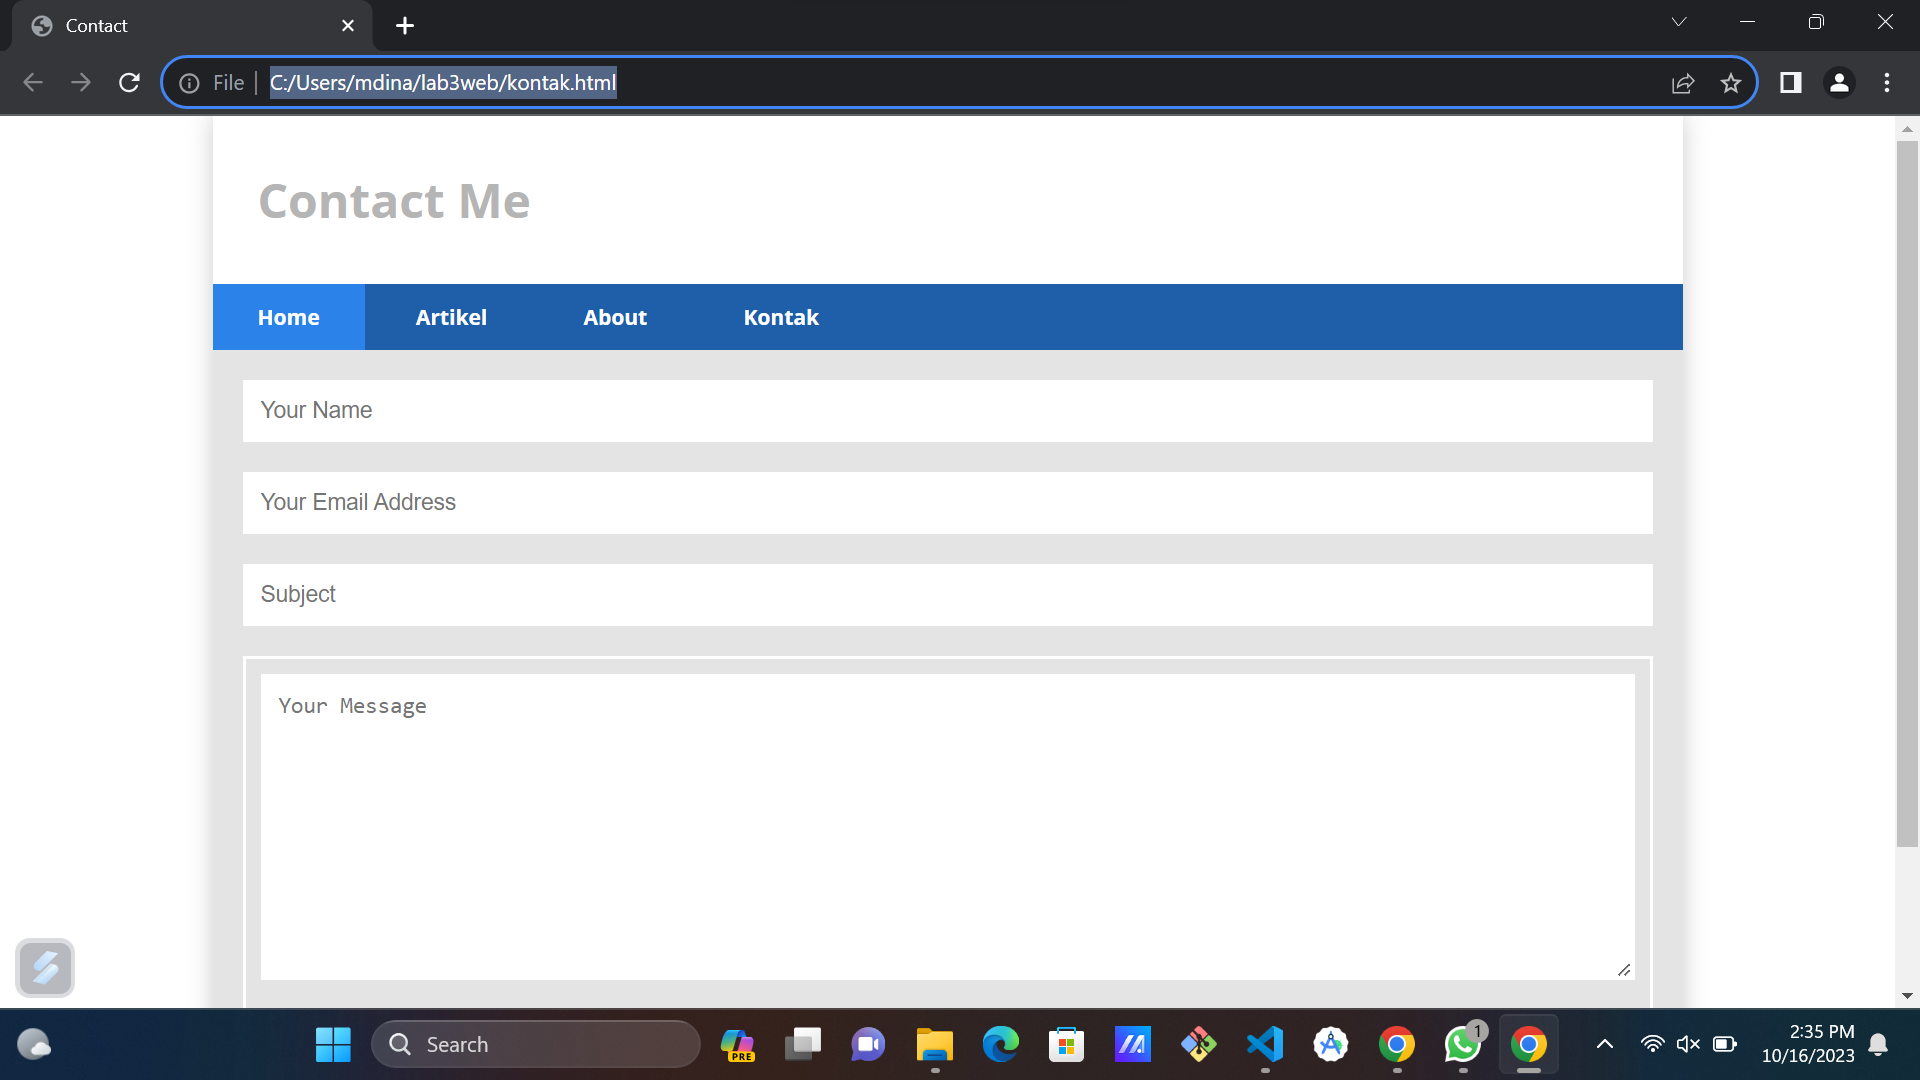 Contact
File
C:/Users/mdina/lab3web/kontak.html
Contact Me
Home Artikel About Kontak
Your Name
Your Email Address
Subject
Your Message
Search
PRE
1
2:35 PM
10/16/2023